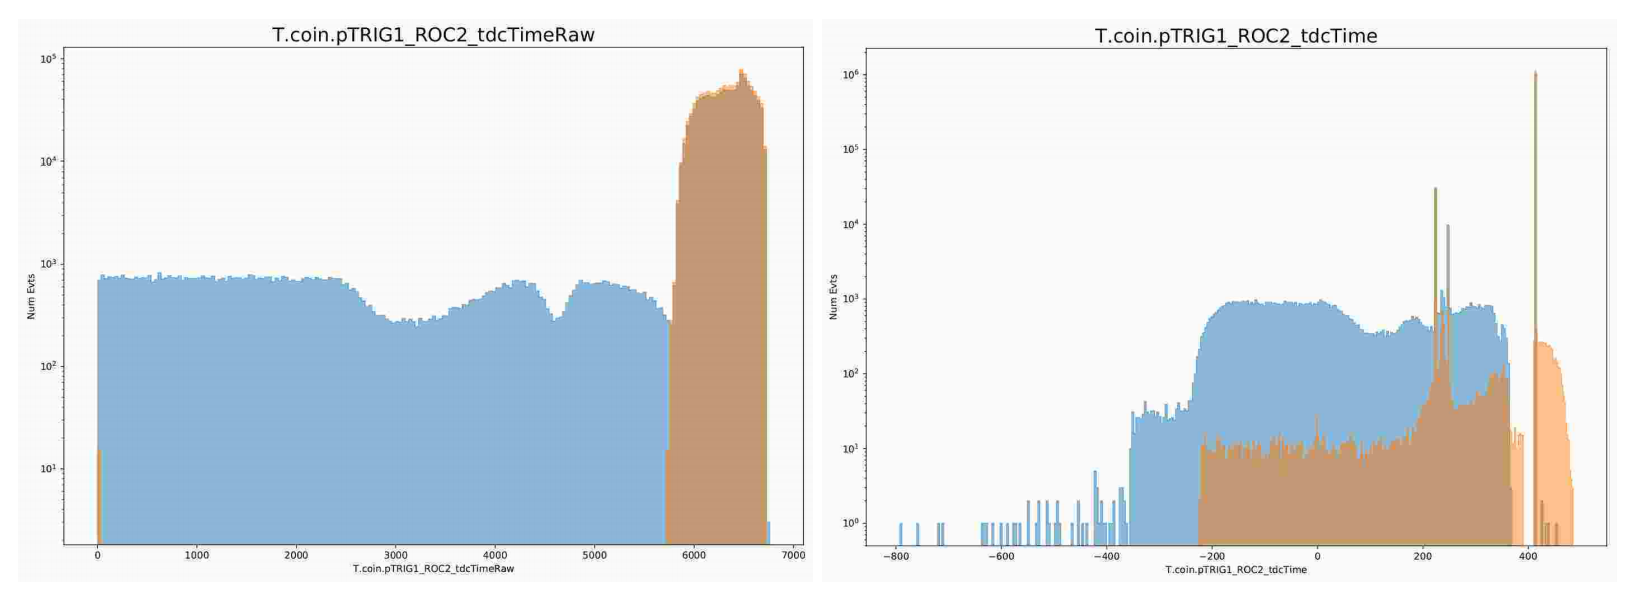 T.coin.pTRIG1_ROC2_tdcTimeRaw
10⁵
10⁴
10³
10²
10¹
Num Evts
0 1000 2000 3000 4000 5000 6000 7000
T.coin.pTRIG1_ROC2_tdcTimeRaw
T.coin.pTRIG1_ROC2_tdcTime
10⁶
10⁵
10⁴
10³
10²
10¹
10⁰
Num Evts
−800 −600 −400 −200 0 200 400
T.coin.pTRIG1_ROC2_tdcTime